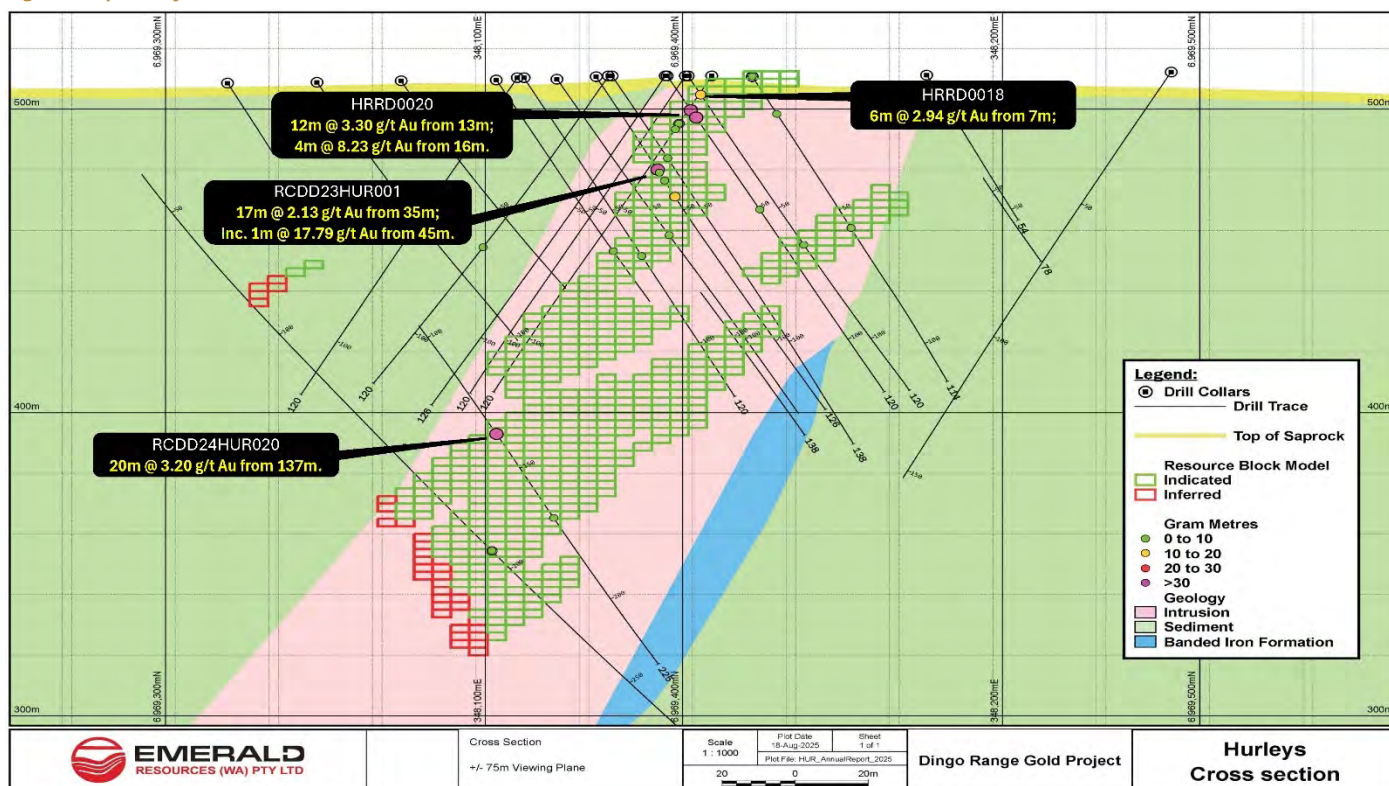 6,969,300mN
348,100mE
6,969,400mN
348,200mE
6,969,500mN
500m
500m
HRRD0020
12m @ 3.30 g/t Au from 13m;
4m @ 8.23 g/t Au from 16m.
HRRD0018
6m @ 2.94 g/t Au from 7m;
RCDD23HUR001
17m @ 2.13 g/t Au from 35m;
Inc. 1m @ 17.79 g/t Au from 45m.
54
78
120
120
126
120
120
120
138
126
138
120
120
114
400m
400m
RCDD24HUR020
20m @ 3.20 g/t Au from 137m.
Legend:
Drill Collars
Drill Trace
Top of Saprock
Resource Block Model
Indicated
Inferred
Gram Metres
0 to 10
10 to 20
20 to 30
>30
Geology
Intrusion
Sediment
Banded Iron Formation
300m
300m
6,969,300mN
348,100mE
6,969,400mN
348,200mE
6,969,500mN
EMERALD
RESOURCES (WA) PTY LTD
Cross Section
+/- 75m Viewing Plane
Scale
1 : 1000
Plot Date
18-Aug-2025
Sheet
1 of 1
Plot File: HUR_AnnualReport_2025
20 0 20m
Dingo Range Gold Project
Hurleys
Cross section